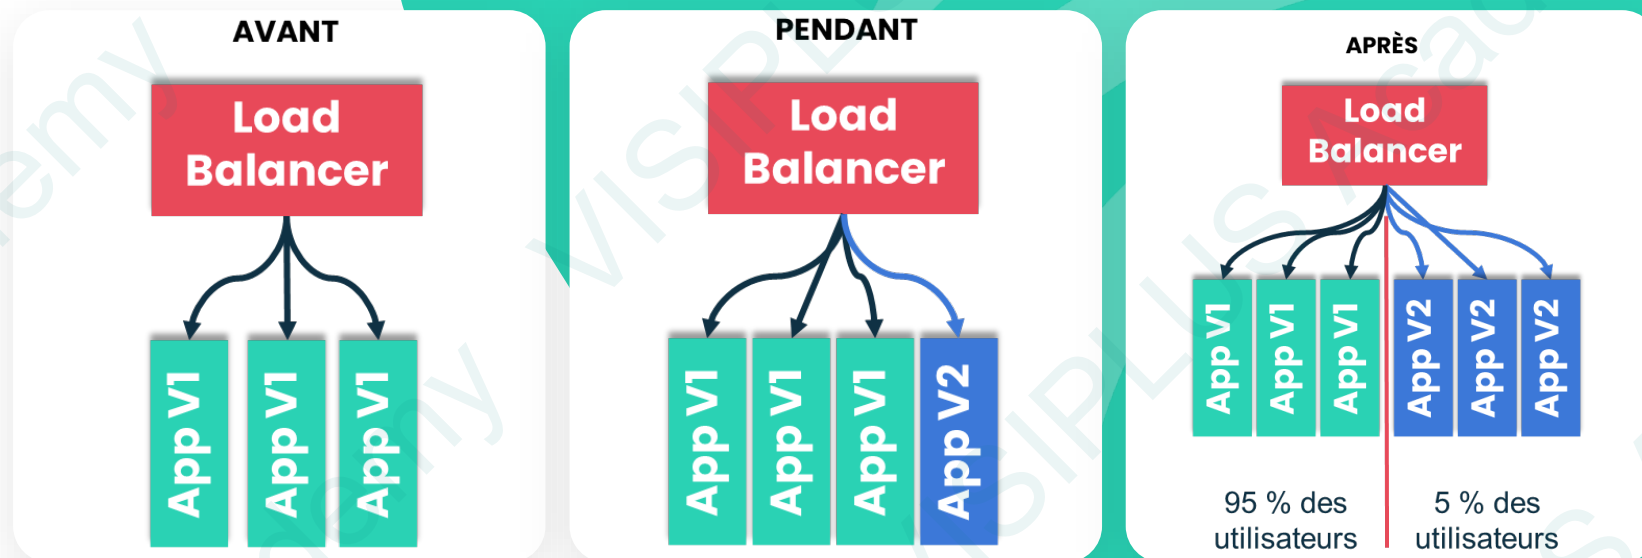 AVANT
Load
Balancer
App V1
App V1
App V1
PENDANT
Load
Balancer
App V1
App V1
App V1
App V2
APRÈS
Load
Balancer
App V1
App V1
App V1
App V2
App V2
App V2
95 % des
utilisateurs
5 % des
utilisateurs
VISIPLUS Academy